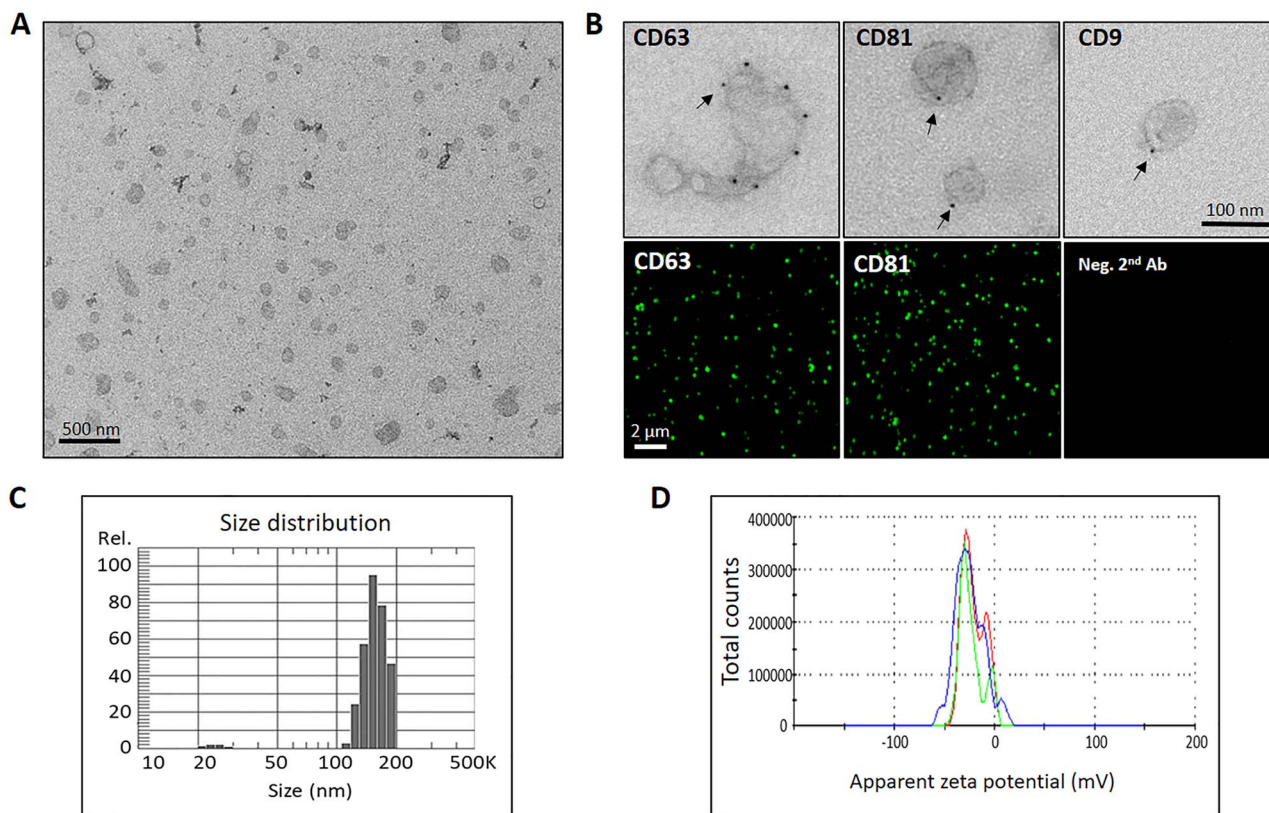 A
500 nm
B
CD63
CD81
CD9
100 nm
CD63
CD81
Neg. 2nd Ab
2 µm
C
Size distribution
Rel.
100
80
60
40
20
0
10 20 50 100 200 500K
Size (nm)
D
400000
300000
200000
100000
0
-100 0 100 200
Total counts
Apparent zeta potential (mV)